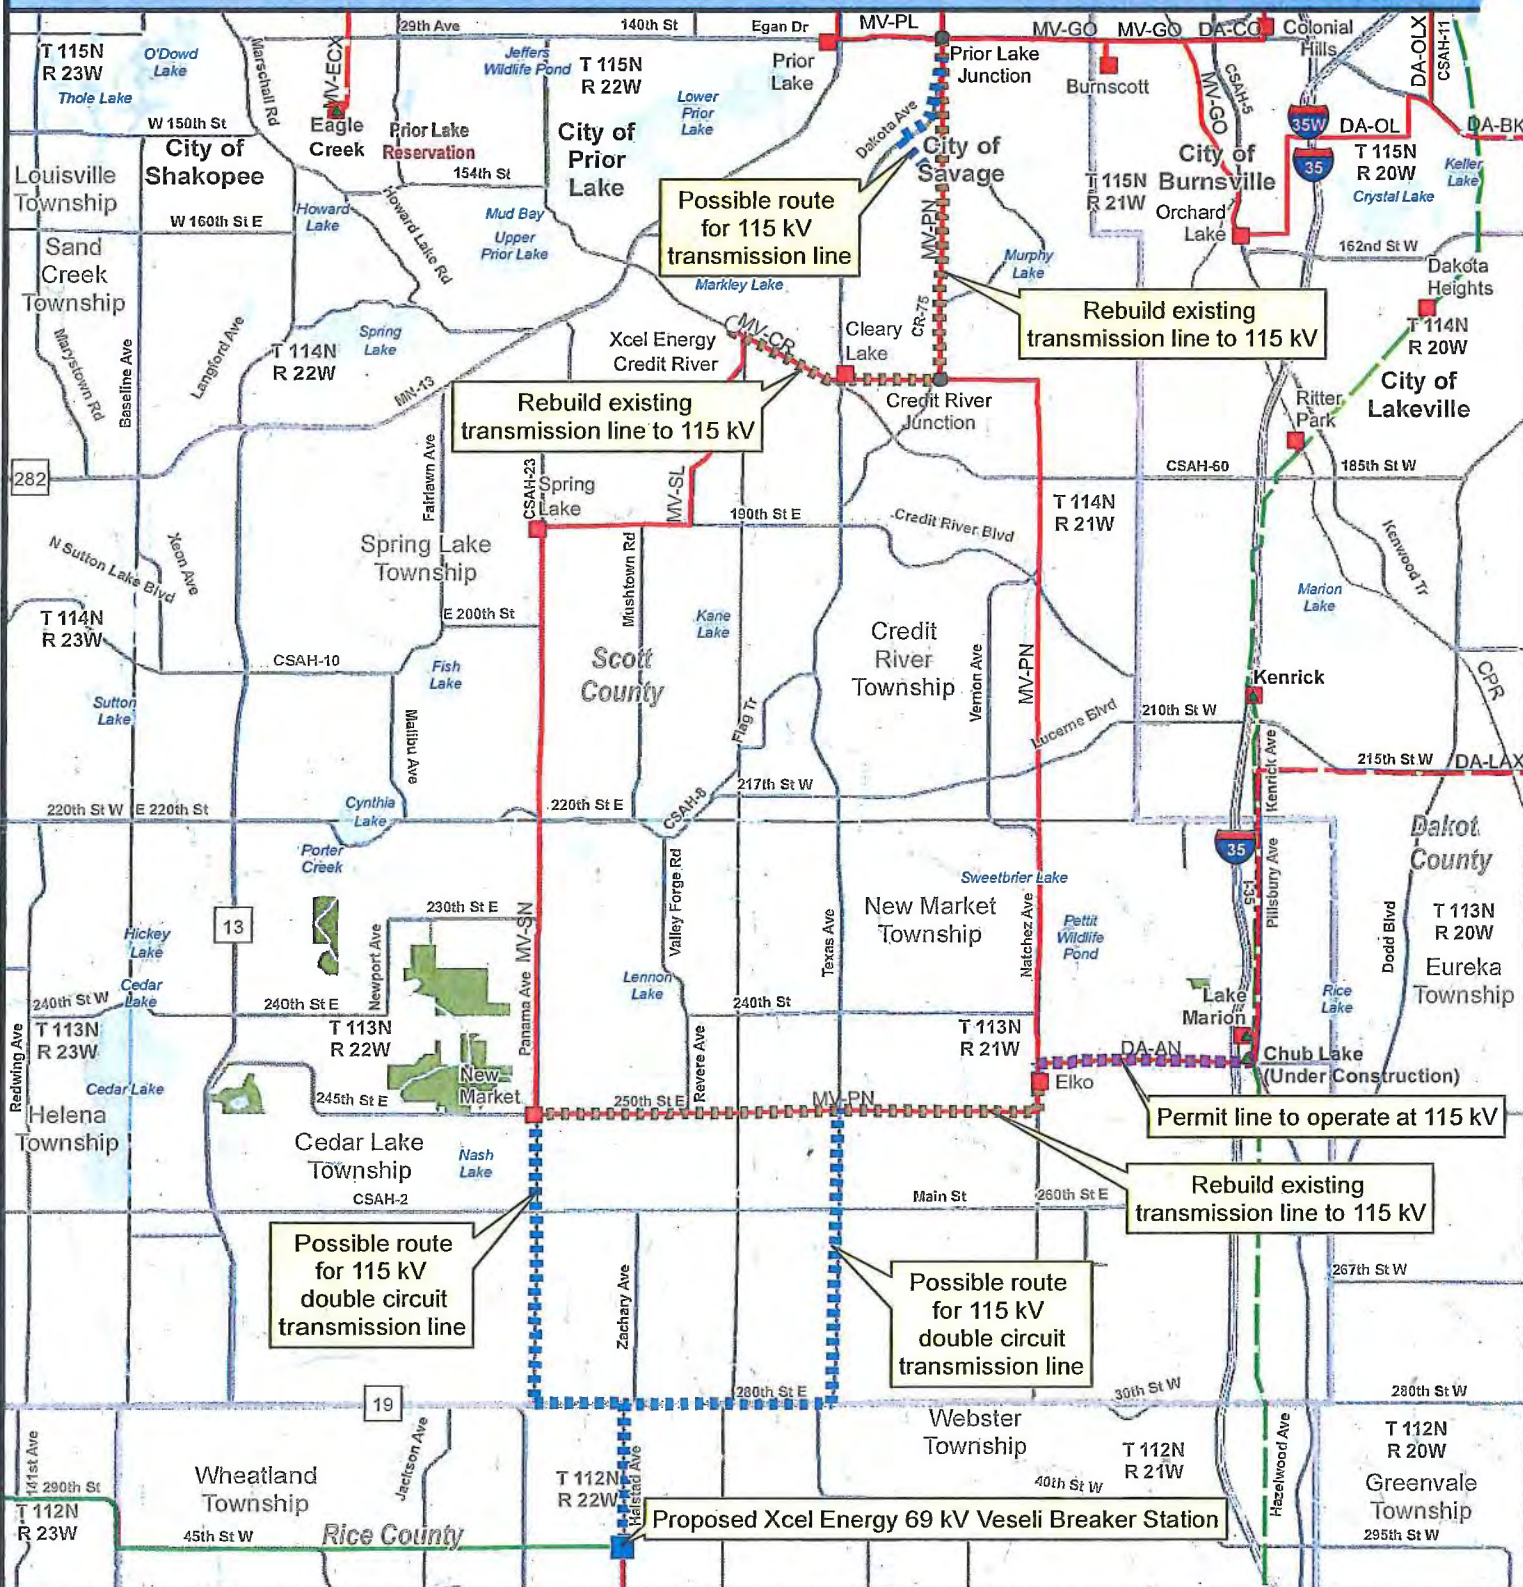 29th Ave
140th St
Egan Dr
MV-PL
MV-GO
MV-GO
DA-CO
Colonial
Hills
DA-OLX
CSAH-11
T 115N
R 23W
O'Dowd
Lake
Thole Lake
Marschall Rd
MV-ECX
Jeffers
Wildlife Pond
T 115N
R 22W
Prior
Lake
Prior Lake
Junction
Burnscott
MV-GO
CSAH-5
35W
DA-OL
DA-BK
W 150th St
Eagle
Creek
Prior Lake
Reservation
City of
Prior
Lake
Lower
Prior
Lake
Dakota Ave
City of
Savage
City of
Burnsville
35
T 115N
R 20W
Crystal Lake
Keller
Lake
City of
Shakopee
Louisville
Township
154th St
Howard Lake Rd
Possible route
for 115 kV
transmission line
MV-PN
T 115N
R 21W
Orchard
Lake
W 160th St E
Howard
Lake
Mud Bay
Upper
Prior Lake
Markley Lake
Murphy
Lake
162nd St W
Dakota
Heights
Sand
Creek
Township
Marystown Rd
Baseline Ave
Langford Ave
Spring
Lake
T 114N
R 22W
MN-13
Xcel Energy
Credit River
MV-CR
Cleary
Lake
CR-75
Rebuild existing
transmission line to 115 kV
T 114N
R 20W
City of
Lakeville
Ritter
Park
Rebuild existing
transmission line to 115 kV
Credit River
Junction
282
Fairlawn Ave
CSAH-23
Spring
Lake
MV-SL
CSAH-60
185th St W
190th St E
Credit River Blvd
T 114N
R 21W
Kenwood Tr
N Sutton Lake Blvd
Xeon Ave
Spring Lake
Township
Mushtown Rd
Marion
Lake
T 114N
R 23W
E 200th St
Kane
Lake
Credit
River
Township
Vernon Ave
MV-PN
CSAH-10
Fish
Lake
Scott
County
Kenrick
CPR
Sutton
Lake
Malibu Ave
Flag Tr
Lucerne Blvd
210th St W
Kenrick Ave
215th St W
DA-LAX
217th St W
220th St W
E 220th St
Cynthia
Lake
220th St E
CSAH-8
Porter
Creek
35
Pillsbury Ave
I-35
Dakot
County
Valley Forge Rd
Sweetbrier Lake
13
230th St E
MV-SN
New Market
Township
Texas Ave
Natchez Ave
Pettit
Wildlife
Pond
Dodd Blvd
T 113N
R 20W
Hickey
Lake
Newport Ave
Panama Ave
Lennon
Lake
Eureka
Township
Cedar
Lake
240th St W
240th St E
240th St
Lake
Marion
Rice
Lake
T 113N
R 23W
T 113N
R 22W
T 113N
R 21W
Redwing Ave
Revere Ave
DA-AN
Chub Lake
(Under Construction)
Cedar Lake
New
Market
Elko
Helena
Township
245th St E
250th St E
MV-PN
Permit line to operate at 115 kV
Cedar Lake
Township
Nash
Lake
CSAH-2
Main St
260th St E
Rebuild existing
transmission line to 115 kV
Possible route
for 115 kV
double circuit
transmission line
Zachary Ave
Possible route
for 115 kV
double circuit
transmission line
267th St W
19
280th St E
30th St W
280th St W
Webster
Township
141st Ave
Jackson Ave
Halstad Ave
Hazelwood Ave
T 112N
R 20W
T 112N
R 21W
290th St
Wheatland
Township
T 112N
R 22W
40th St W
Greenvale
Township
T 112N
R 23W
45th St W
Rice County
Proposed Xcel Energy 69 kV Veseli Breaker Station
295th St W